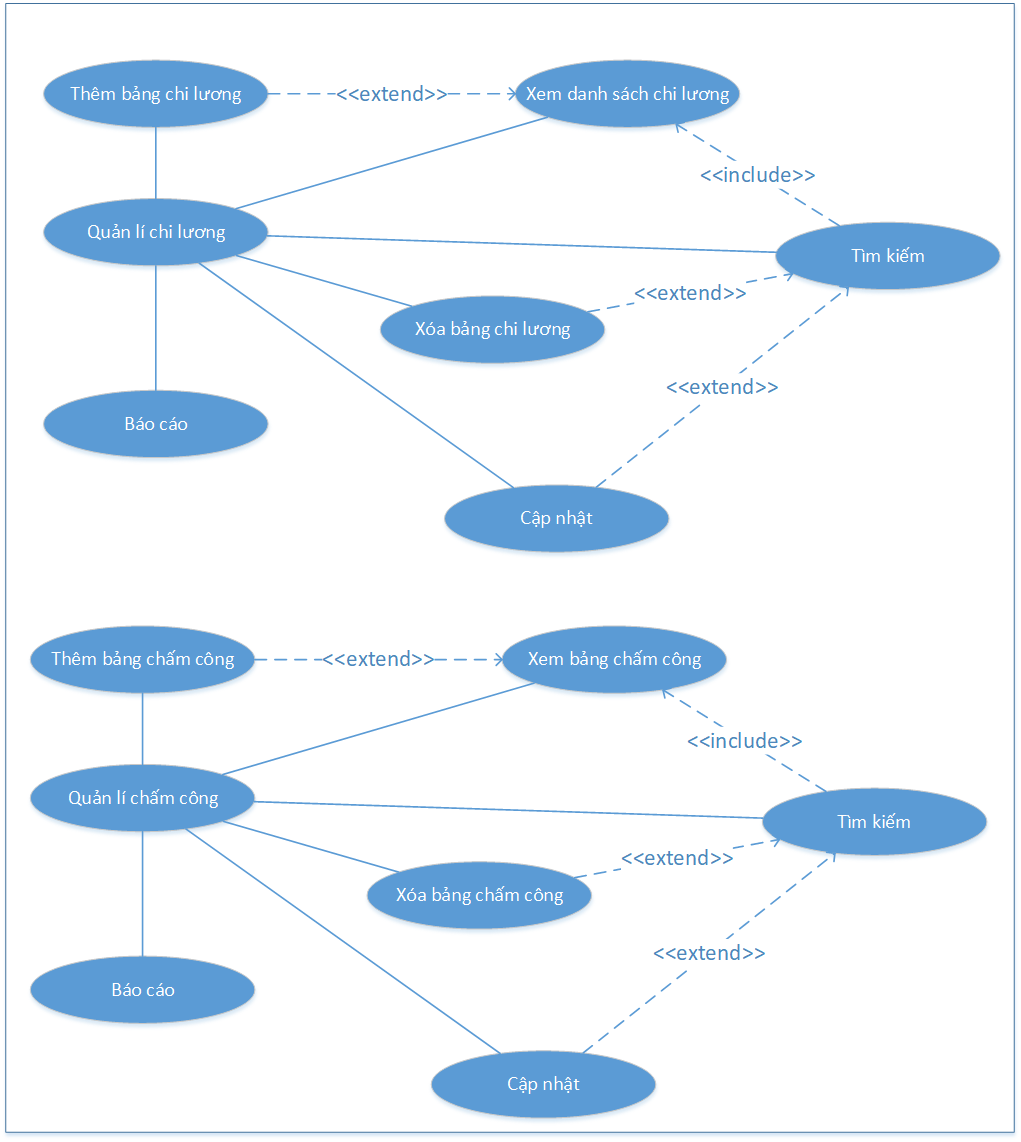 Thêm bảng chi lương
<<extend>>
Xem danh sách chi lương
<<include>>
Quản lí chi lương
Tìm kiếm
<<extend>>
Xóa bảng chi lương
<<extend>>
Báo cáo
Cập nhật
Thêm bảng chấm công
<<extend>>
Xem bảng chấm công
<<include>>
Quản lí chấm công
Tìm kiếm
<<extend>>
Xóa bảng chấm công
<<extend>>
Báo cáo
Cập nhật